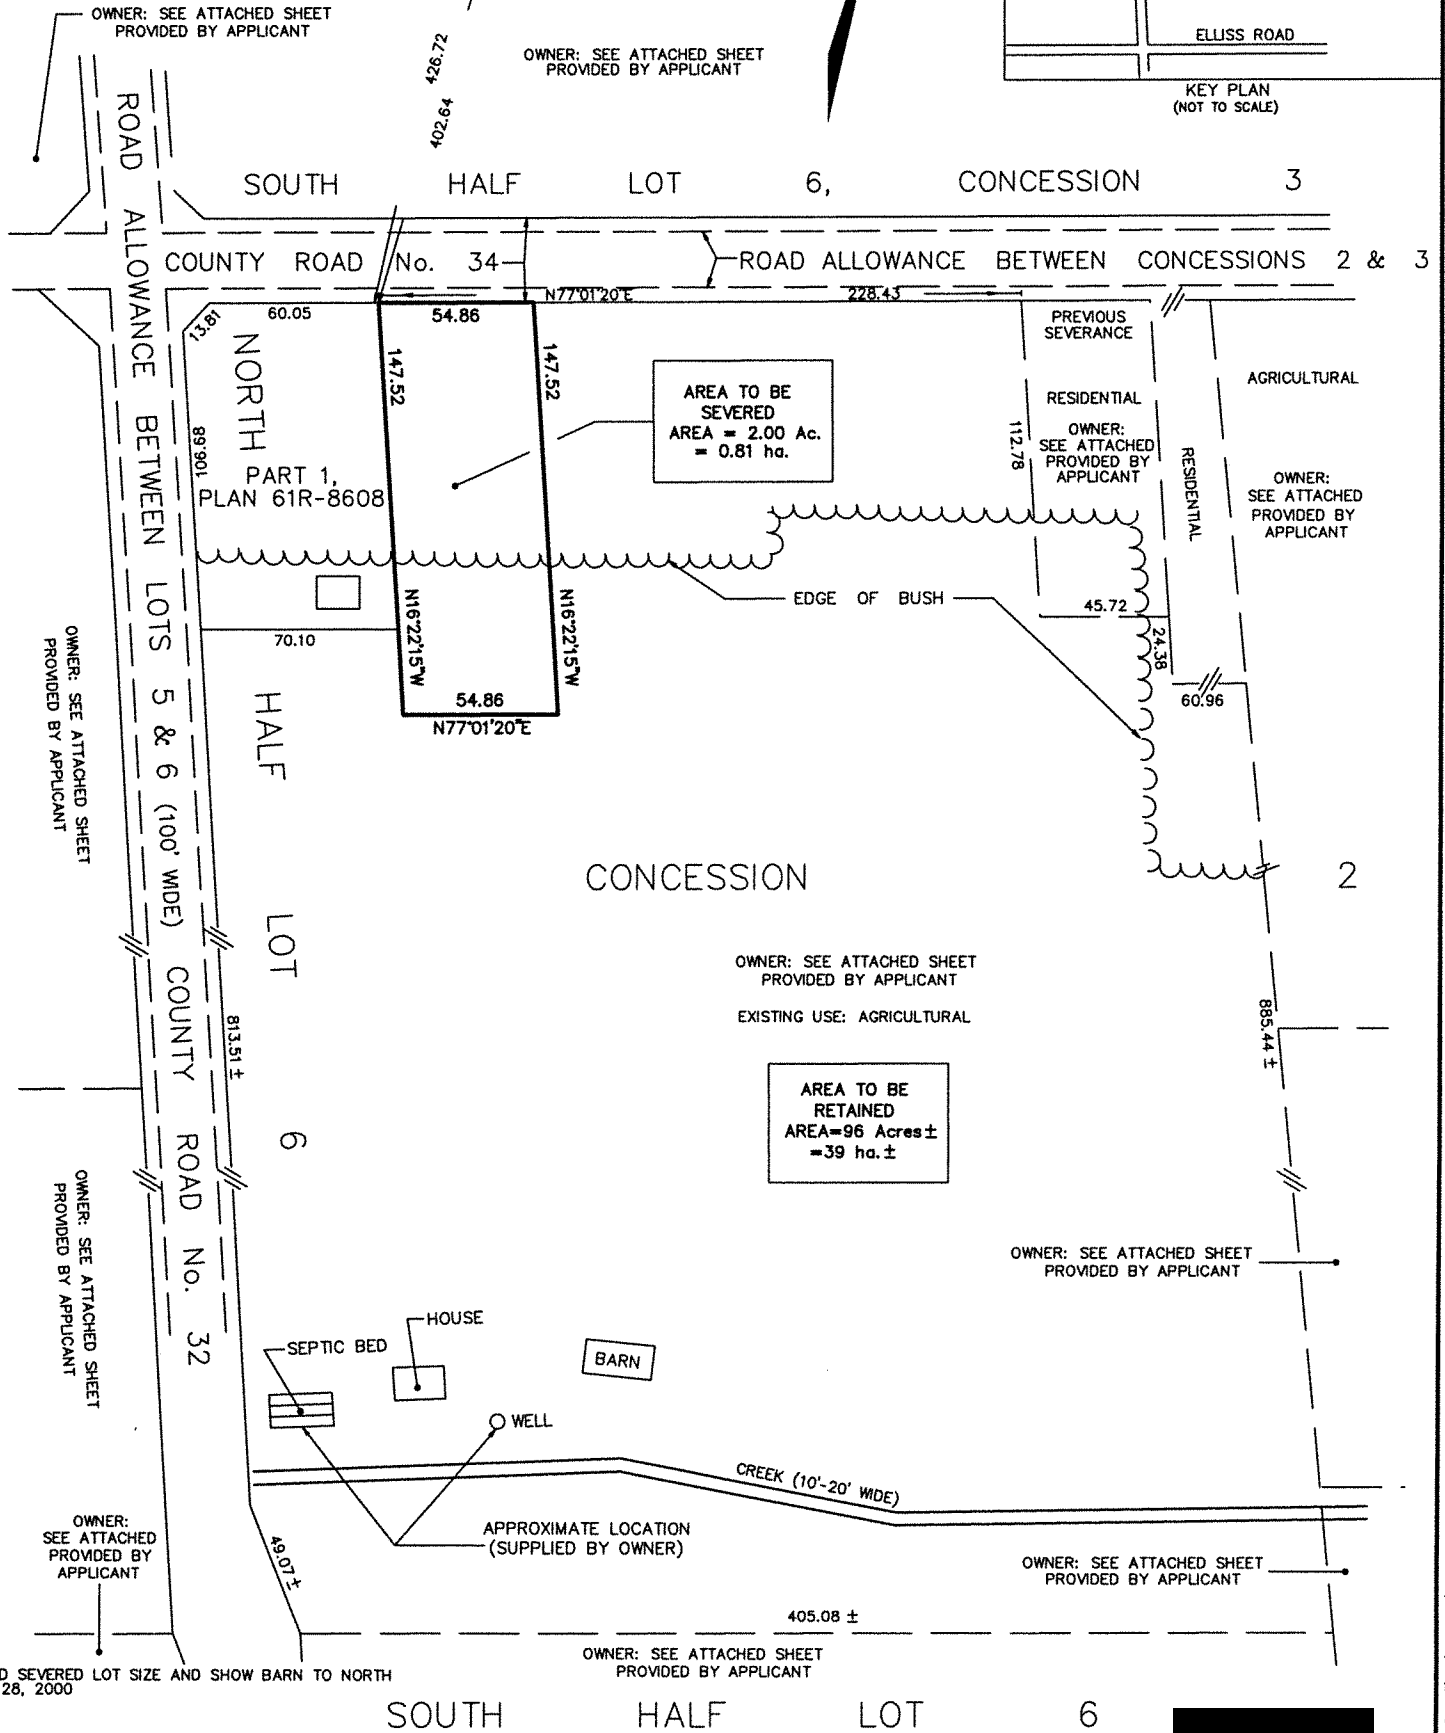 OWNER: SEE ATTACHED SHEET
PROVIDED BY APPLICANT
402.64 426.72
OWNER: SEE ATTACHED SHEET
PROVIDED BY APPLICANT
ELLISS ROAD
KEY PLAN
(NOT TO SCALE)
SOUTH HALF LOT 6, CONCESSION 3
COUNTY ROAD No. 34
ROAD ALLOWANCE BETWEEN CONCESSIONS 2 & 3
ROAD ALLOWANCE BETWEEN LOTS 5 & 6 (100' WIDE) COUNTY ROAD No. 32
13.81
60.05
54.86
N77°01'20"E
228.43
PREVIOUS
SEVERANCE
RESIDENTIAL
OWNER:
SEE ATTACHED
PROVIDED BY
APPLICANT
112.78
RESIDENTIAL
AGRICULTURAL
OWNER:
SEE ATTACHED
PROVIDED BY
APPLICANT
147.52
147.52
AREA TO BE
SEVERED
AREA = 2.00 Ac.
= 0.81 ha.
106.68
NORTH HALF LOT 6
PART 1,
PLAN 61R-8608
EDGE OF BUSH
45.72
24.38
60.96
70.10
N16°22'15"W
N16°22'15"W
54.86
N77°01'20"E
OWNER: SEE ATTACHED SHEET
PROVIDED BY APPLICANT
CONCESSION 2
OWNER: SEE ATTACHED SHEET
PROVIDED BY APPLICANT
EXISTING USE: AGRICULTURAL
813.51 ±
885.44 ±
AREA TO BE
RETAINED
AREA=96 Acres±
=39 ha.±
OWNER: SEE ATTACHED SHEET
PROVIDED BY APPLICANT
OWNER: SEE ATTACHED SHEET
PROVIDED BY APPLICANT
HOUSE
SEPTIC BED
BARN
WELL
CREEK (10'-20' WIDE)
APPROXIMATE LOCATION
(SUPPLIED BY OWNER)
OWNER:
SEE ATTACHED
PROVIDED BY
APPLICANT
49.07±
OWNER: SEE ATTACHED SHEET
PROVIDED BY APPLICANT
405.08 ±
OWNER: SEE ATTACHED SHEET
PROVIDED BY APPLICANT
SEVERED LOT SIZE AND SHOW BARN TO NORTH
28, 2000
SOUTH HALF LOT 6